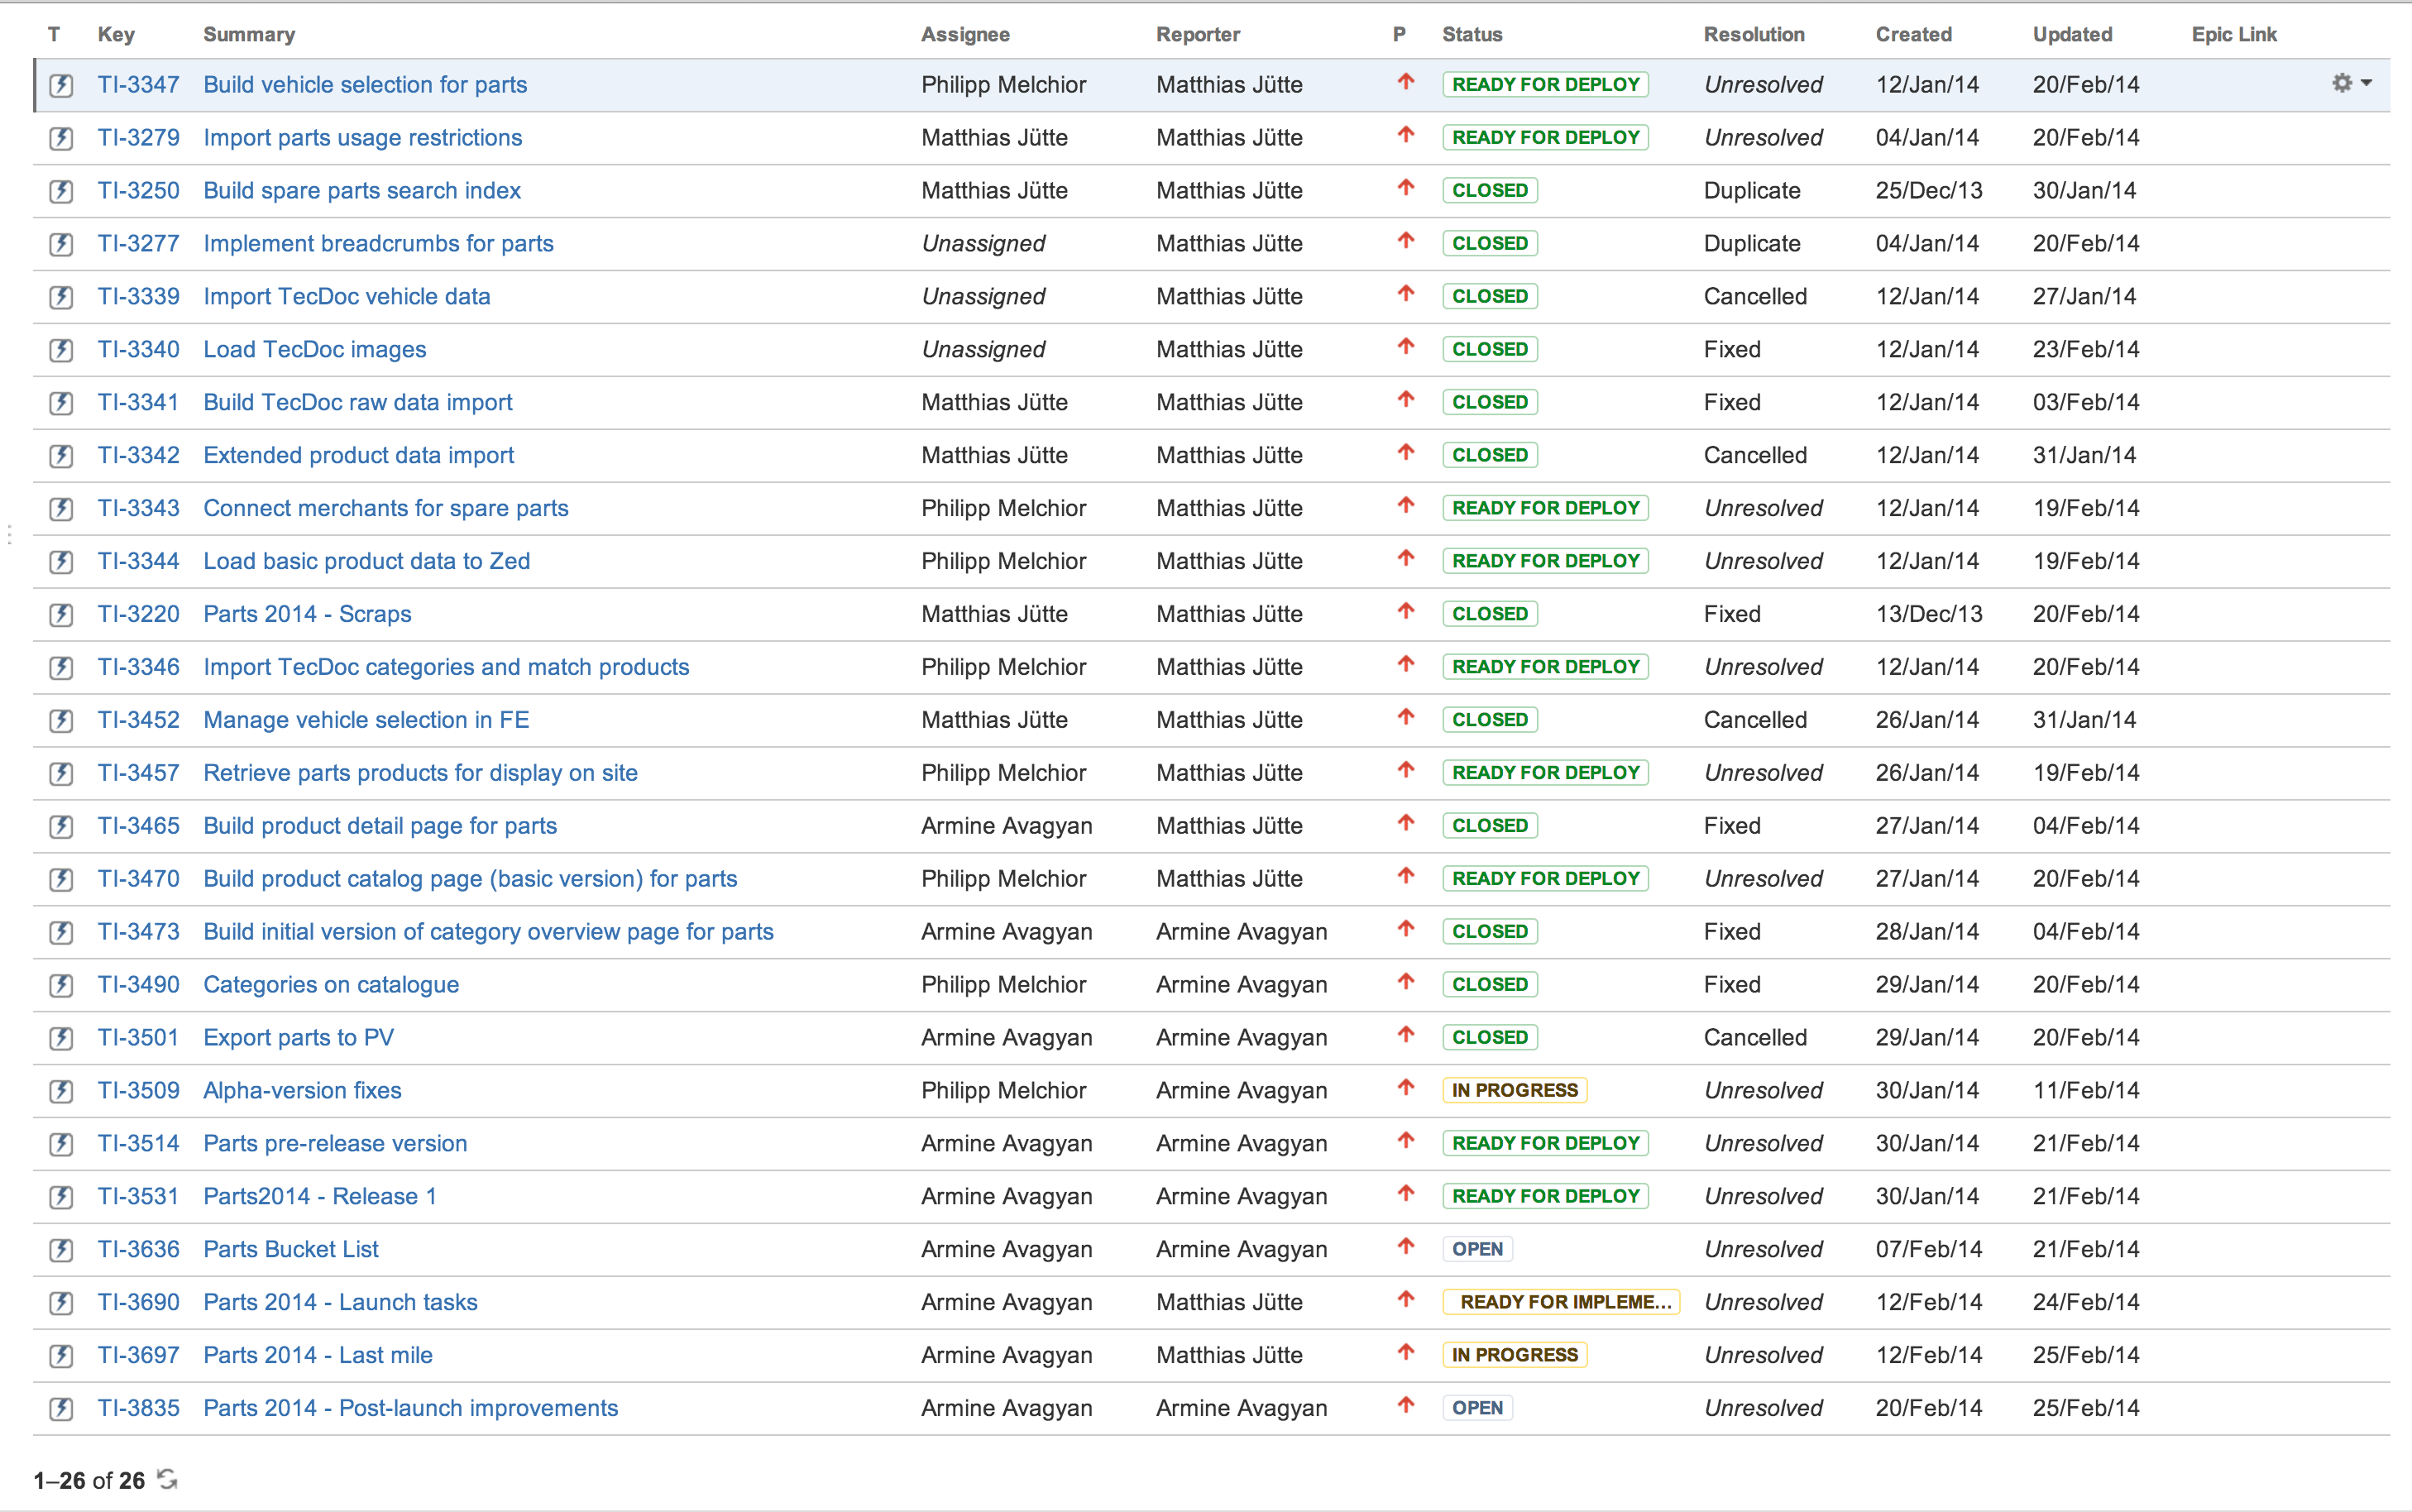 T Key Summary Assignee Reporter P Status Resolution Created Updated Epic Link
TI-3347 Build vehicle selection for parts Philipp Melchior Matthias Jütte READY FOR DEPLOY Unresolved 12/Jan/14 20/Feb/14
TI-3279 Import parts usage restrictions Matthias Jütte Matthias Jütte READY FOR DEPLOY Unresolved 04/Jan/14 20/Feb/14
TI-3250 Build spare parts search index Matthias Jütte Matthias Jütte CLOSED Duplicate 25/Dec/13 30/Jan/14
TI-3277 Implement breadcrumbs for parts Unassigned Matthias Jütte CLOSED Duplicate 04/Jan/14 20/Feb/14
TI-3339 Import TecDoc vehicle data Unassigned Matthias Jütte CLOSED Cancelled 12/Jan/14 27/Jan/14
TI-3340 Load TecDoc images Unassigned Matthias Jütte CLOSED Fixed 12/Jan/14 23/Feb/14
TI-3341 Build TecDoc raw data import Matthias Jütte Matthias Jütte CLOSED Fixed 12/Jan/14 03/Feb/14
TI-3342 Extended product data import Matthias Jütte Matthias Jütte CLOSED Cancelled 12/Jan/14 31/Jan/14
TI-3343 Connect merchants for spare parts Philipp Melchior Matthias Jütte READY FOR DEPLOY Unresolved 12/Jan/14 19/Feb/14
TI-3344 Load basic product data to Zed Philipp Melchior Matthias Jütte READY FOR DEPLOY Unresolved 12/Jan/14 19/Feb/14
TI-3220 Parts 2014 - Scraps Matthias Jütte Matthias Jütte CLOSED Fixed 13/Dec/13 20/Feb/14
TI-3346 Import TecDoc categories and match products Philipp Melchior Matthias Jütte READY FOR DEPLOY Unresolved 12/Jan/14 20/Feb/14
TI-3452 Manage vehicle selection in FE Matthias Jütte Matthias Jütte CLOSED Cancelled 26/Jan/14 31/Jan/14
TI-3457 Retrieve parts products for display on site Philipp Melchior Matthias Jütte READY FOR DEPLOY Unresolved 26/Jan/14 19/Feb/14
TI-3465 Build product detail page for parts Armine Avagyan Matthias Jütte CLOSED Fixed 27/Jan/14 04/Feb/14
TI-3470 Build product catalog page (basic version) for parts Philipp Melchior Matthias Jütte READY FOR DEPLOY Unresolved 27/Jan/14 20/Feb/14
TI-3473 Build initial version of category overview page for parts Armine Avagyan Armine Avagyan CLOSED Fixed 28/Jan/14 04/Feb/14
TI-3490 Categories on catalogue Philipp Melchior Armine Avagyan CLOSED Fixed 29/Jan/14 20/Feb/14
TI-3501 Export parts to PV Armine Avagyan Armine Avagyan CLOSED Cancelled 29/Jan/14 20/Feb/14
TI-3509 Alpha-version fixes Philipp Melchior Armine Avagyan IN PROGRESS Unresolved 30/Jan/14 11/Feb/14
TI-3514 Parts pre-release version Armine Avagyan Armine Avagyan READY FOR DEPLOY Unresolved 30/Jan/14 21/Feb/14
TI-3531 Parts2014 - Release 1 Armine Avagyan Armine Avagyan READY FOR DEPLOY Unresolved 30/Jan/14 21/Feb/14
TI-3636 Parts Bucket List Armine Avagyan Armine Avagyan OPEN Unresolved 07/Feb/14 21/Feb/14
TI-3690 Parts 2014 - Launch tasks Armine Avagyan Matthias Jütte READY FOR IMPLEME... Unresolved 12/Feb/14 24/Feb/14
TI-3697 Parts 2014 - Last mile Armine Avagyan Matthias Jütte IN PROGRESS Unresolved 12/Feb/14 25/Feb/14
TI-3835 Parts 2014 - Post-launch improvements Armine Avagyan Armine Avagyan OPEN Unresolved 20/Feb/14 25/Feb/14
1–26 of 26